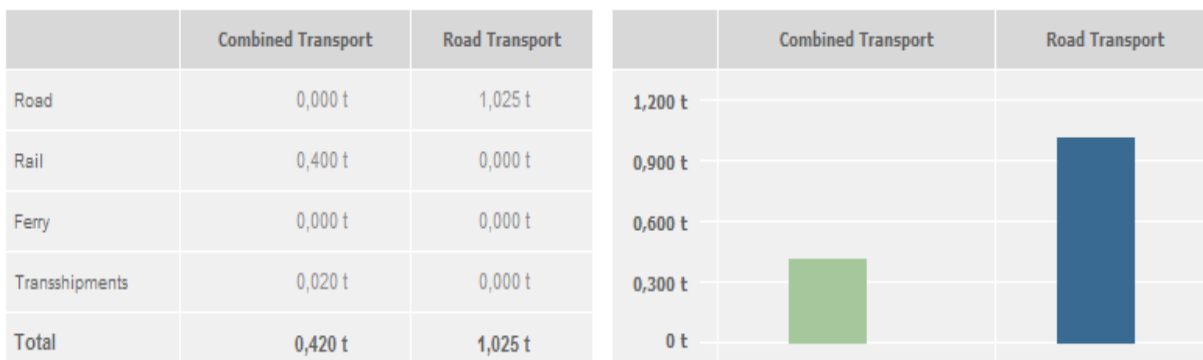 Combined Transport Road Transport
Road 0,000 t 1,025 t
Rail 0,400 t 0,000 t
Ferry 0,000 t 0,000 t
Transshipments 0,020 t 0,000 t
Total 0,420 t 1,025 t
Combined Transport Road Transport
1,200 t
0,900 t
0,600 t
0,300 t
0 t